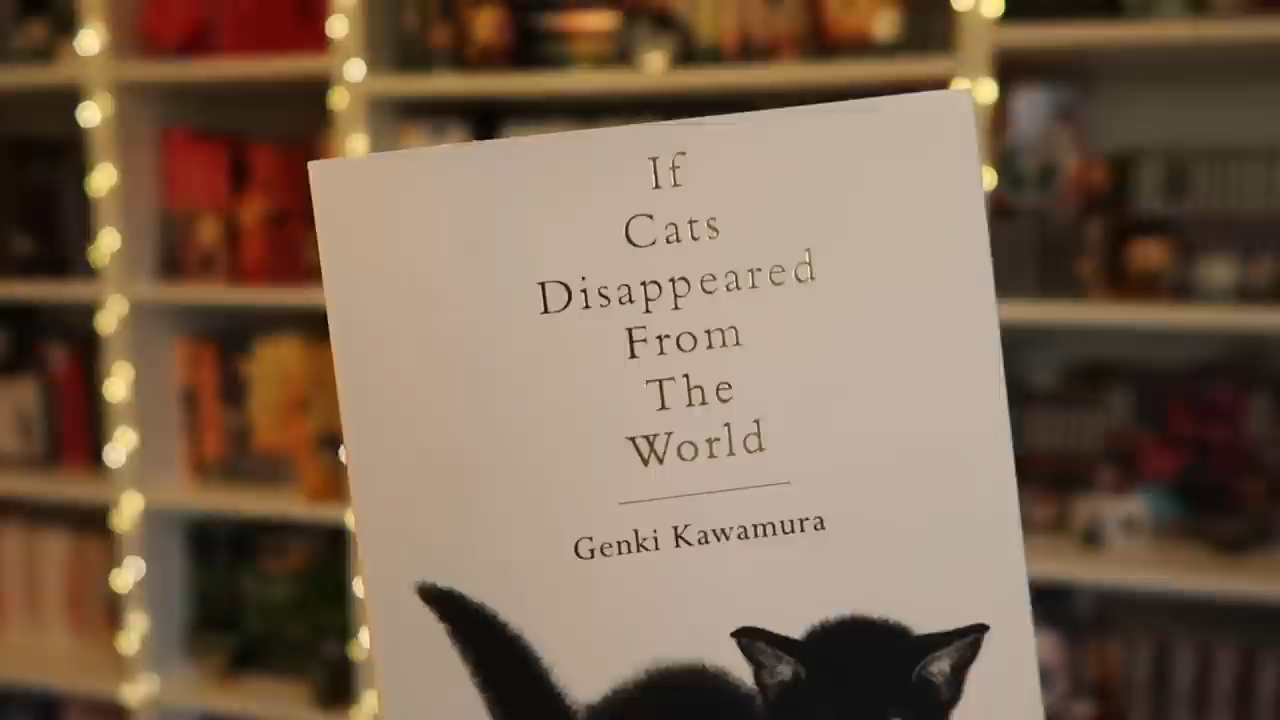 If
Cats
Disappeared
From
The
World
Genki Kawamura